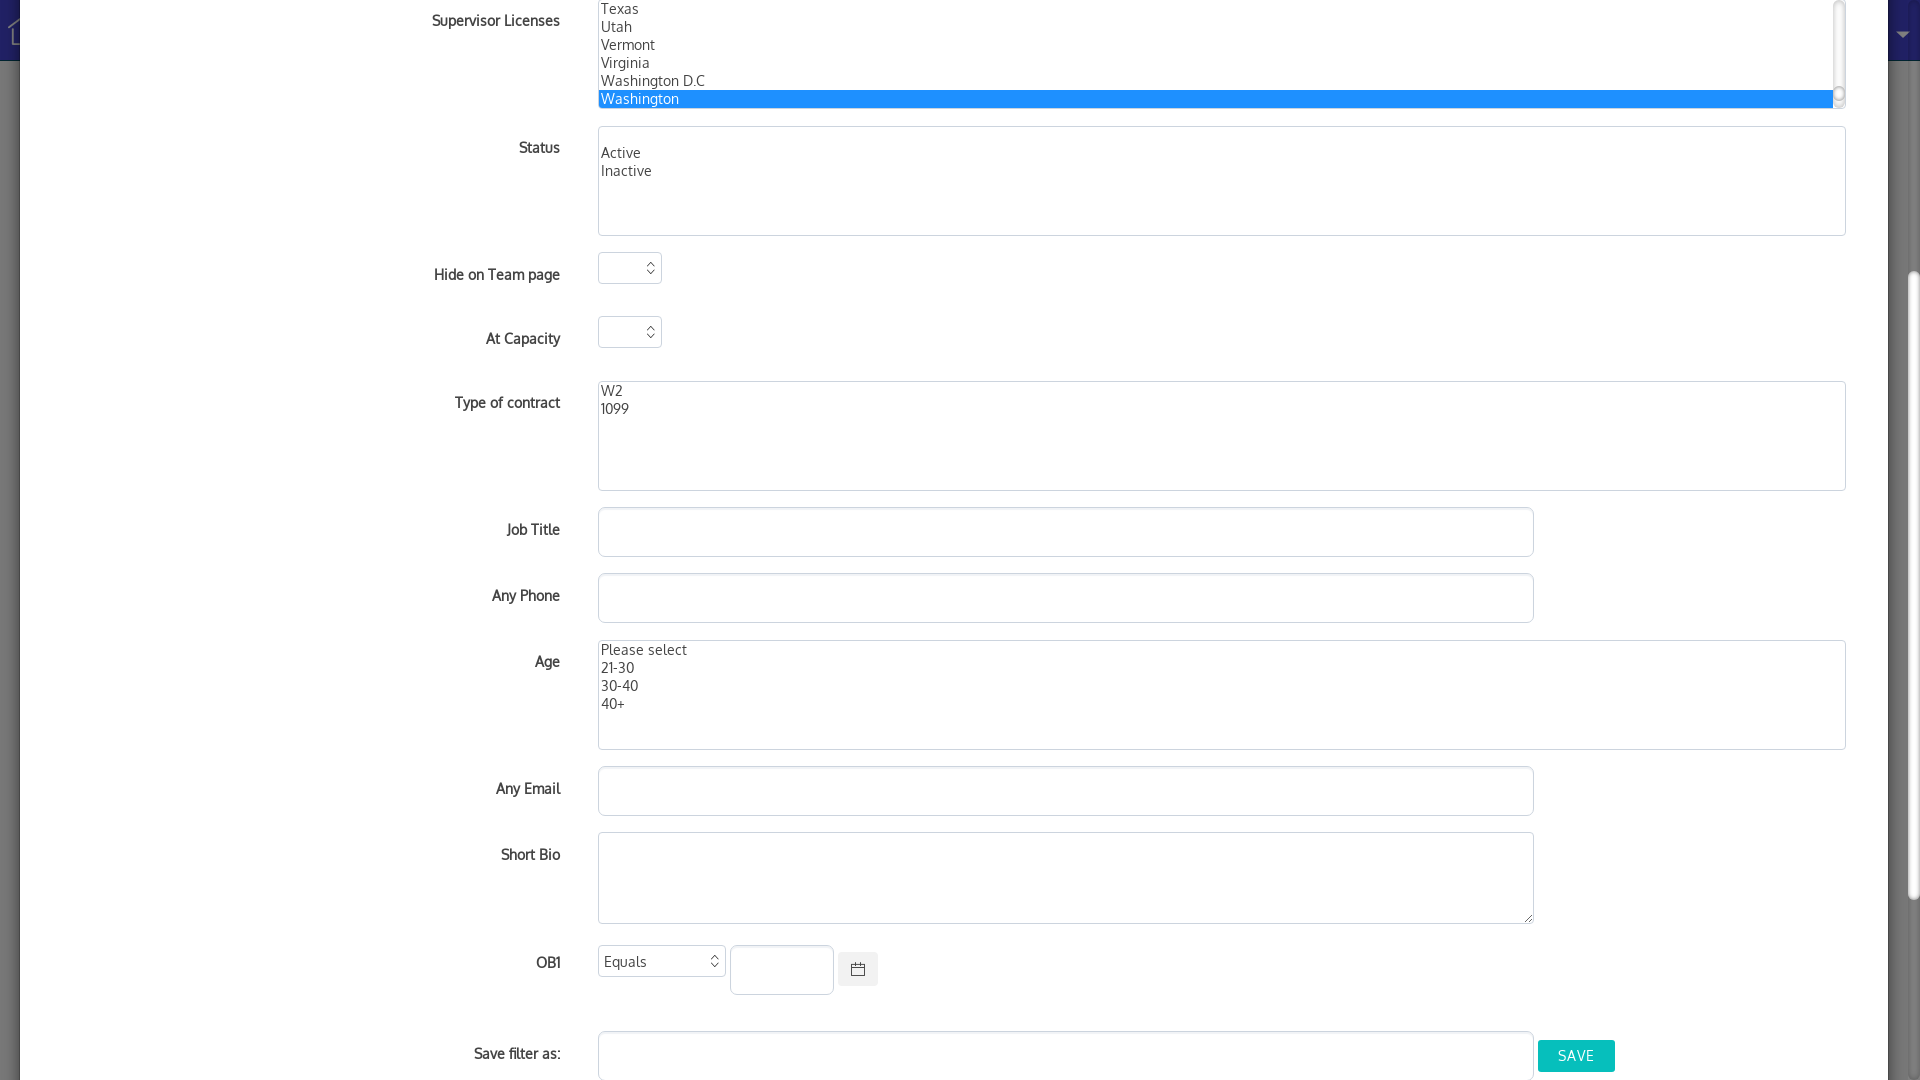 Supervisor Licenses
Texas
Utah
Vermont
Virginia
Washington D.C
Washington
Status
Active
Inactive
Hide on Team page
At Capacity
Type of contract
W2
1099
Job Title
Any Phone
Age
Please select
21-30
30-40
40+
Any Email
Short Bio
OB1
Equals
Save filter as:
SAVE